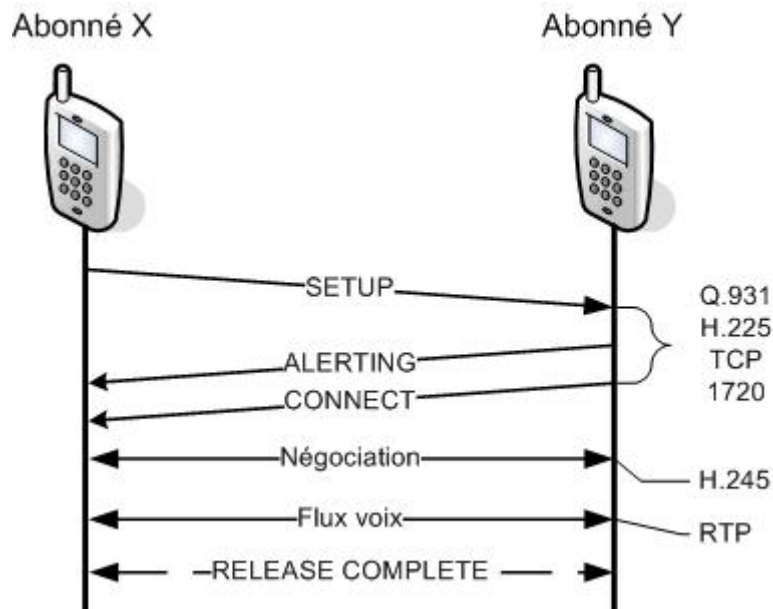 Abonné X
Abonné Y
SETUP
Q.931
H.225
TCP
1720
ALERTING
CONNECT
Négociation
H.245
Flux voix
RTP
RELEASE COMPLETE